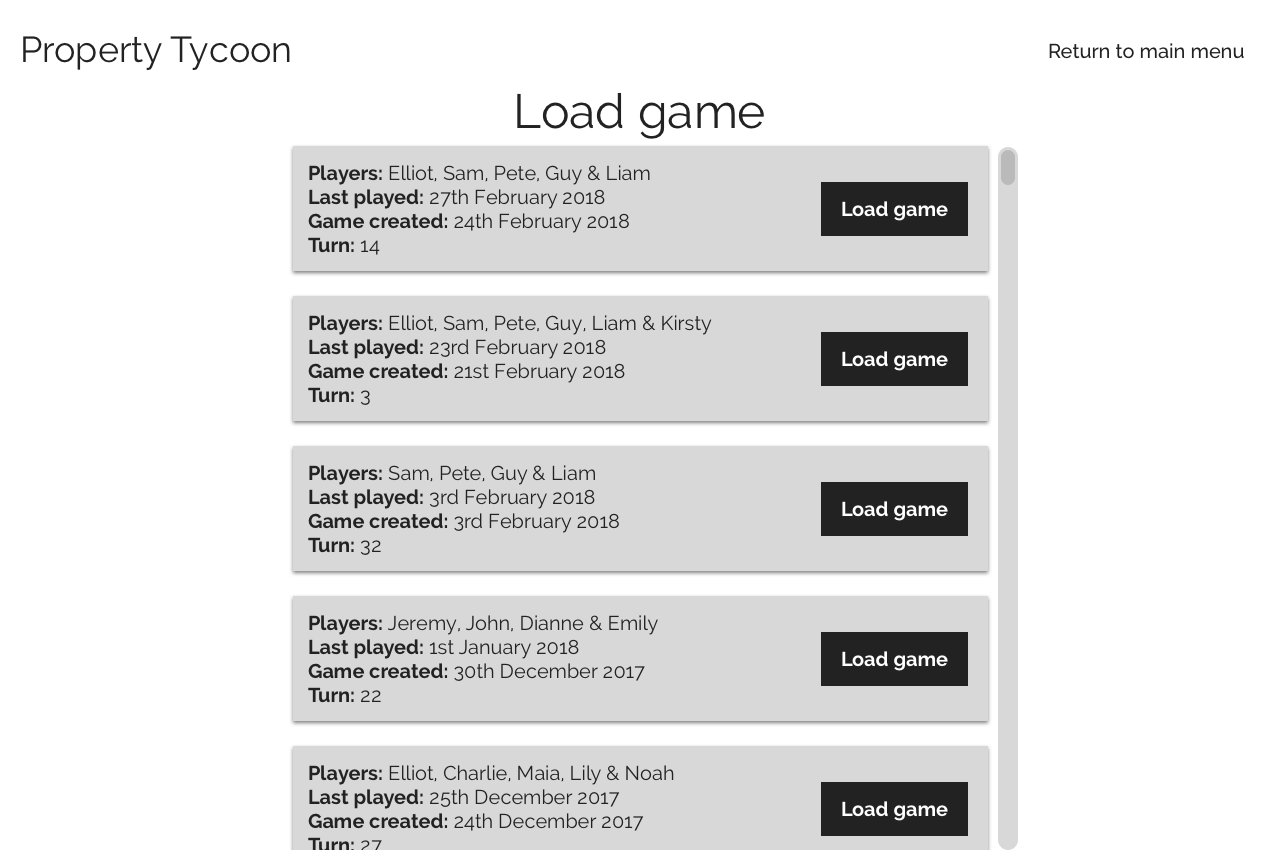 Property Tycoon
Return to main menu
Load game
Players: Elliot, Sam, Pete, Guy & Liam
Last played: 27th February 2018
Game created: 24th February 2018
Turn: 14
Load game
Players: Elliot, Sam, Pete, Guy, Liam & Kirsty
Last played: 23rd February 2018
Game created: 21st February 2018
Turn: 3
Load game
Players: Sam, Pete, Guy & Liam
Last played: 3rd February 2018
Game created: 3rd February 2018
Turn: 32
Load game
Players: Jeremy, John, Dianne & Emily
Last played: 1st January 2018
Game created: 30th December 2017
Turn: 22
Load game
Players: Elliot, Charlie, Maia, Lily & Noah
Last played: 25th December 2017
Game created: 24th December 2017
Turn: 27
Load game